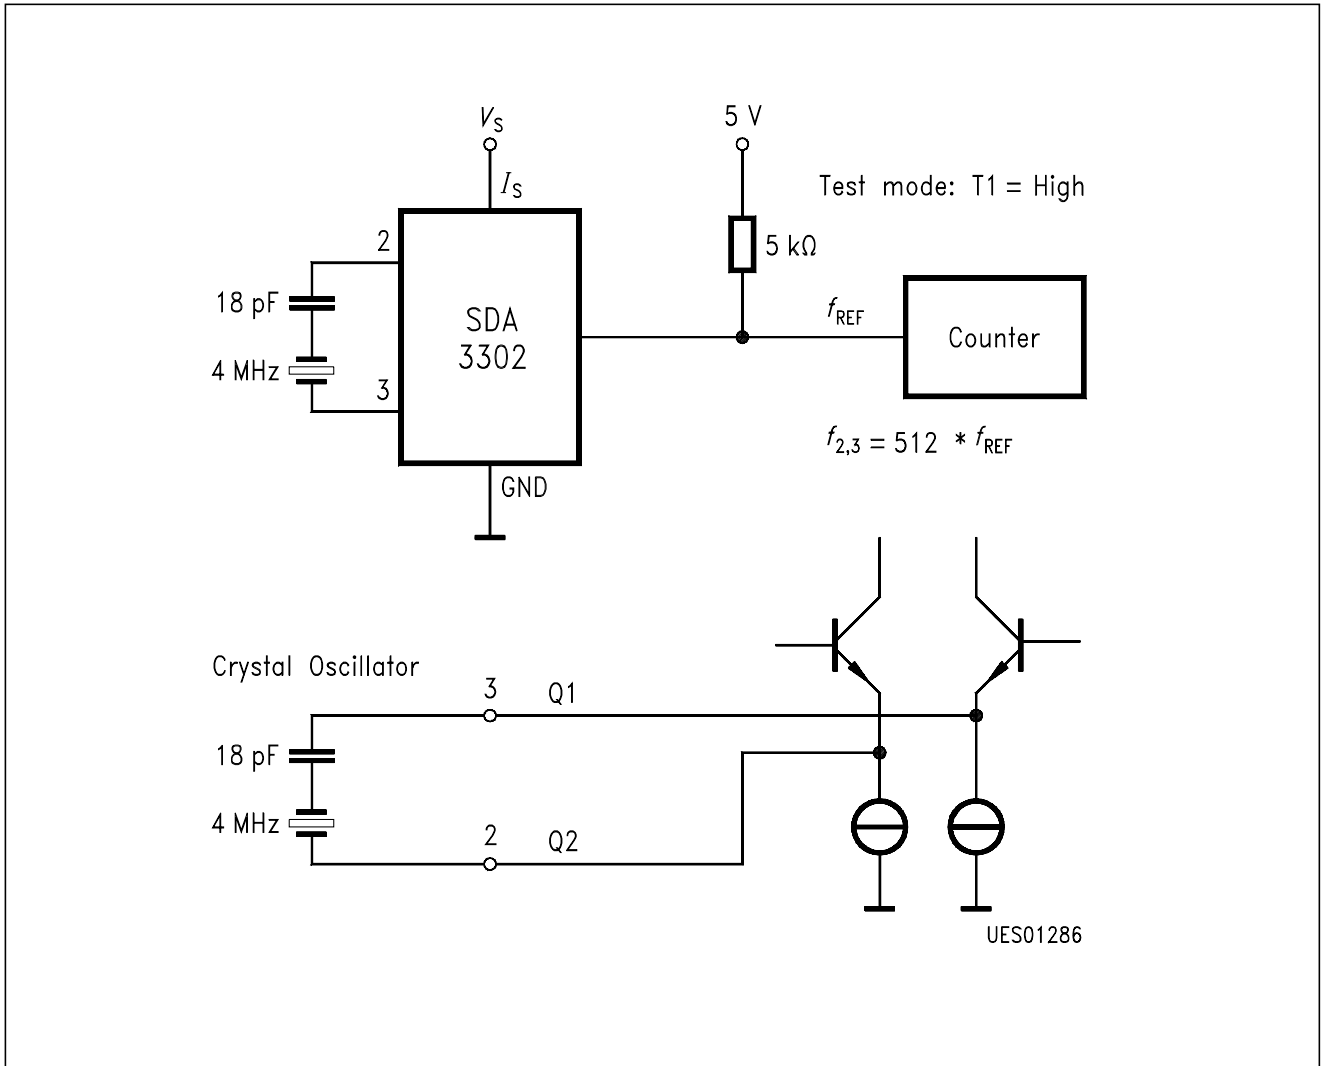 V_S
5 V
I_S
Test mode: T1 = High
2
5 kΩ
18 pF
f_REF
SDA
3302
Counter
4 MHz
3
f_2,3 = 512 * f_REF
GND
Crystal Oscillator
3
Q1
18 pF
4 MHz
2
Q2
UES01286